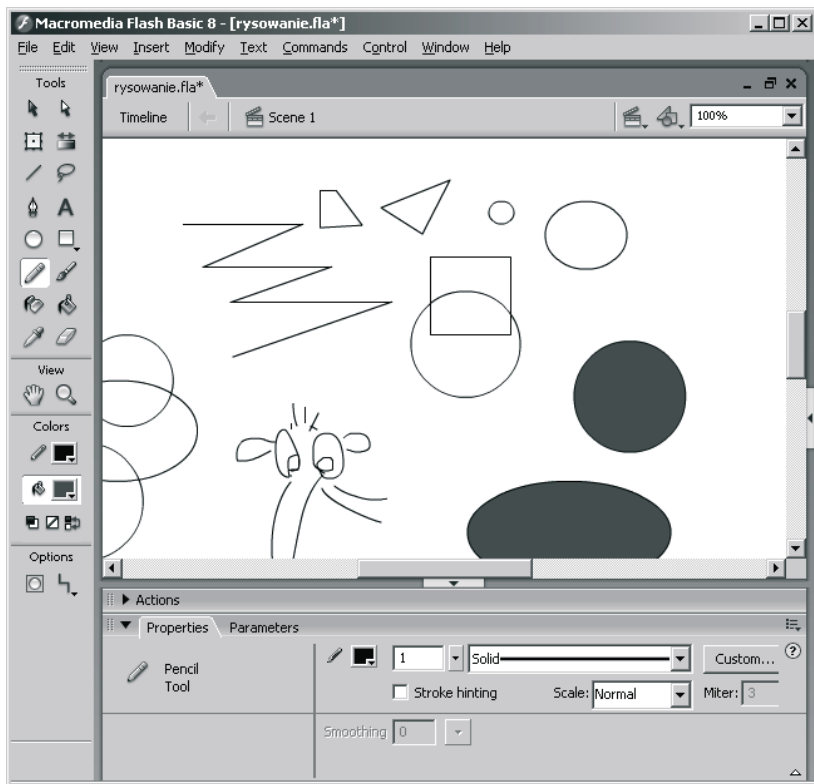 Macromedia Flash Basic 8 - [rysowanie.fla*]
File Edit View Insert Modify Text Commands Control Window Help
Tools
rysowanie.fla*
Timeline Scene 1 100%
A
View
Colors
Options
Actions
Properties Parameters
Pencil Tool
1 Solid Custom... ?
Stroke hinting Scale: Normal Miter: 3
Smoothing 0